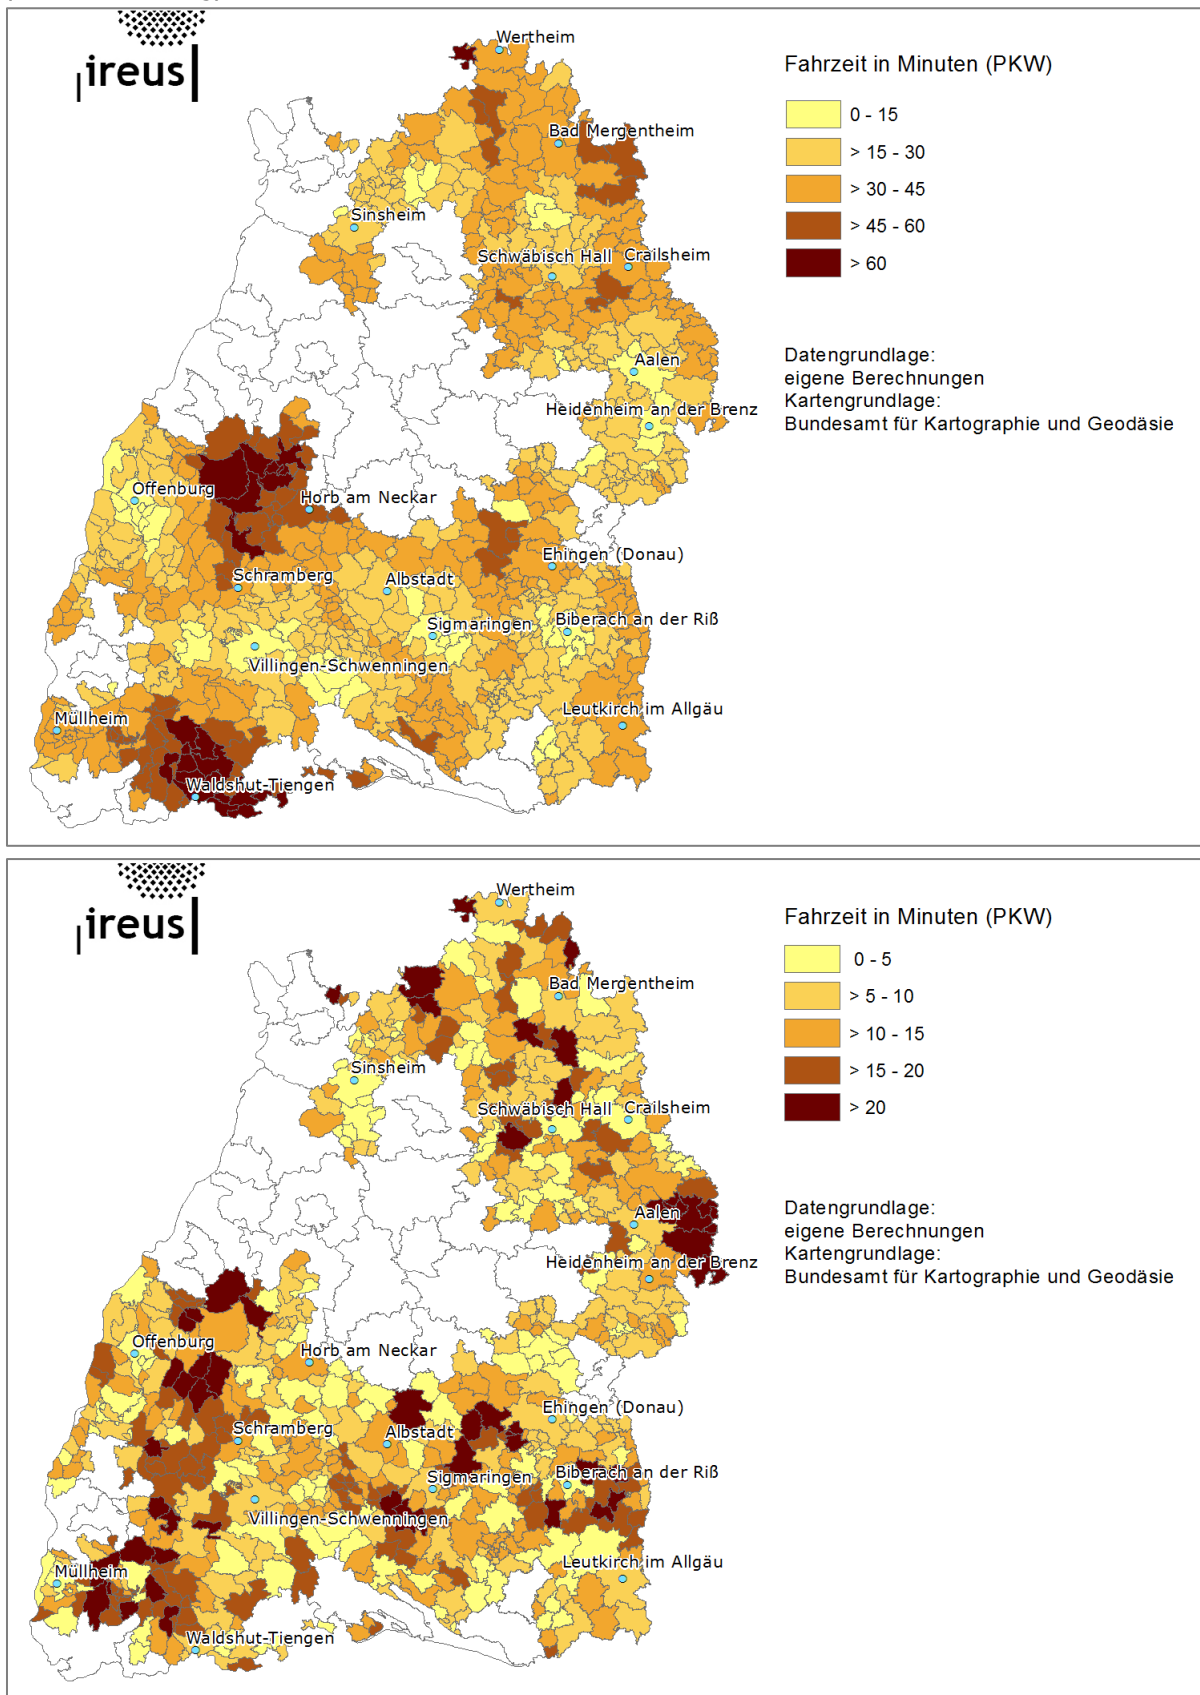 ireus
Wertheim
Bad Mergentheim
Sinsheim
Schwäbisch Hall
Crailsheim
Aalen
Heidenheim an der Brenz
Offenburg
Horb am Neckar
Ehingen (Donau)
Schramberg
Albstadt
Sigmaringen
Biberach an der Riß
Villingen-Schwenningen
Müllheim
Leutkirch im Allgäu
Waldshut-Tiengen
Fahrzeit in Minuten (PKW)
0 - 15
> 15 - 30
> 30 - 45
> 45 - 60
> 60
Datengrundlage:
eigene Berechnungen
Kartengrundlage:
Bundesamt für Kartographie und Geodäsie
ireus
Wertheim
Bad Mergentheim
Sinsheim
Schwäbisch Hall
Crailsheim
Aalen
Heidenheim an der Brenz
Offenburg
Horb am Neckar
Ehingen (Donau)
Schramberg
Albstadt
Sigmaringen
Biberach an der Riß
Villingen-Schwenningen
Müllheim
Leutkirch im Allgäu
Waldshut-Tiengen
Fahrzeit in Minuten (PKW)
0 - 5
> 5 - 10
> 10 - 15
> 15 - 20
> 20
Datengrundlage:
eigene Berechnungen
Kartengrundlage:
Bundesamt für Kartographie und Geodäsie